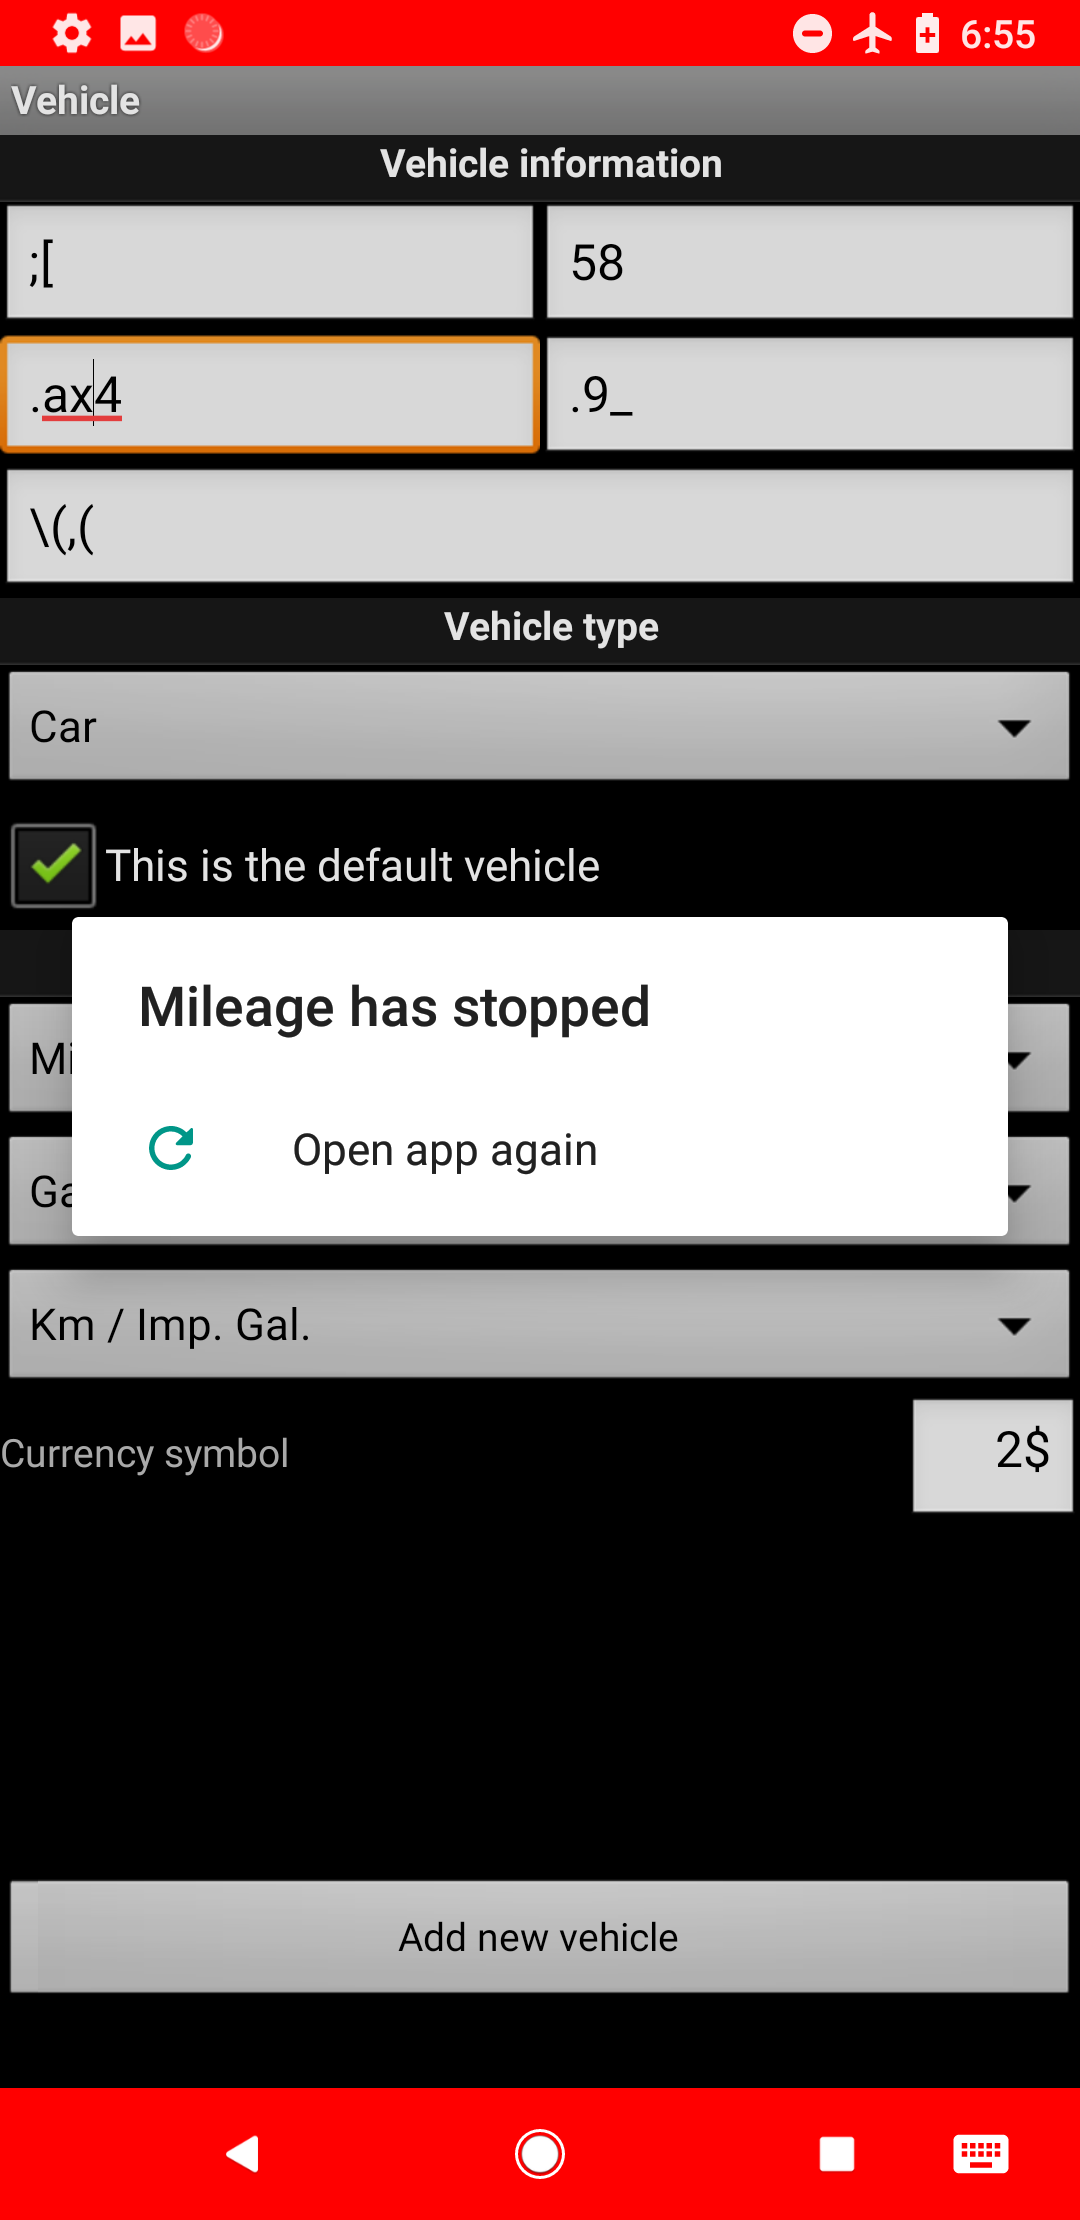 6:55
Vehicle
Vehicle information
;[
58
.ax4
.9_
\(,(
Vehicle type
Car
This is the default vehicle
Mileage has stopped
Mi
Open app again
Ga
Km / Imp. Gal.
Currency symbol
2$
Add new vehicle